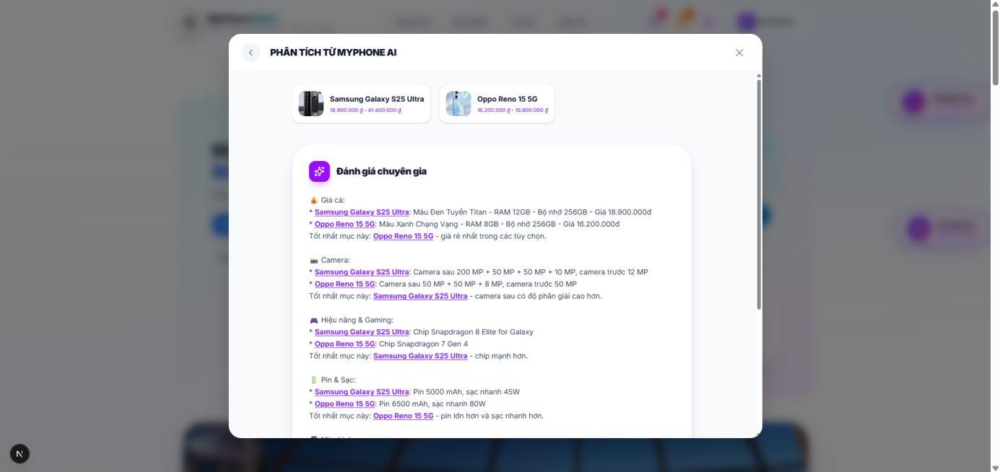 PHÂN TÍCH TỪ MYPHONE AI
Samsung Galaxy S25 Ultra
18.900.000 ₫ - 41.400.000 ₫
Oppo Reno 15 5G
16.200.000 ₫ - 19.800.000 ₫
Đánh giá chuyên gia
💰 Giá cả:
* Samsung Galaxy S25 Ultra: Màu Đen Tuyền Titan - RAM 12GB - Bộ nhớ 256GB - Giá 18.900.000đ
* Oppo Reno 15 5G: Màu Xanh Chạng Vạng - RAM 8GB - Bộ nhớ 256GB - Giá 16.200.000đ
Tốt nhất mục này: Oppo Reno 15 5G - giá rẻ nhất trong các tùy chọn.
📷 Camera:
* Samsung Galaxy S25 Ultra: Camera sau 200 MP + 50 MP + 50 MP + 10 MP, camera trước 12 MP
* Oppo Reno 15 5G: Camera sau 50 MP + 50 MP + 8 MP, camera trước 50 MP
Tốt nhất mục này: Samsung Galaxy S25 Ultra - camera sau có độ phân giải cao hơn.
🎮 Hiệu năng & Gaming:
* Samsung Galaxy S25 Ultra: Chip Snapdragon 8 Elite for Galaxy
* Oppo Reno 15 5G: Chip Snapdragon 7 Gen 4
Tốt nhất mục này: Samsung Galaxy S25 Ultra - chip mạnh hơn.
🔋 Pin & Sạc:
* Samsung Galaxy S25 Ultra: Pin 5000 mAh, sạc nhanh 45W
* Oppo Reno 15 5G: Pin 6500 mAh, sạc nhanh 80W
Tốt nhất mục này: Oppo Reno 15 5G - pin lớn hơn và sạc nhanh hơn.
N